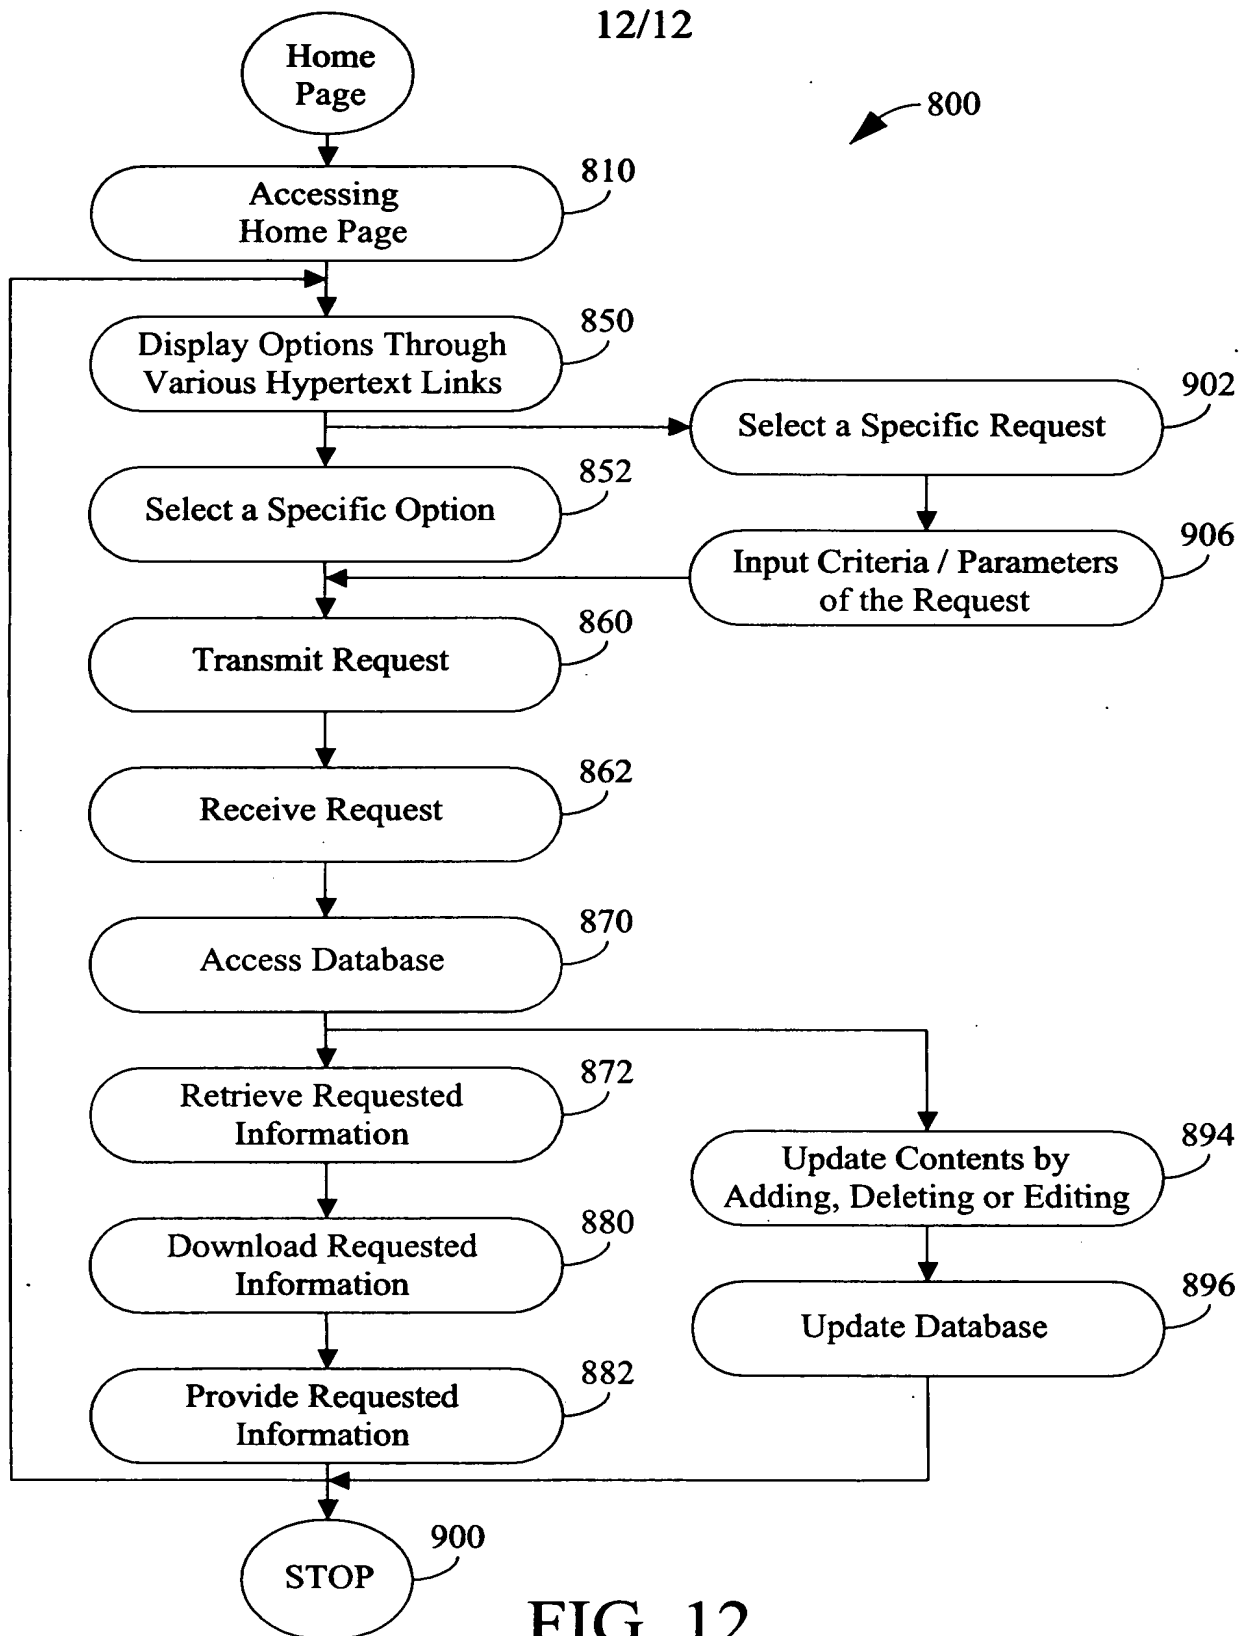 12/12
Home
Page
800
810
Accessing
Home Page
850
Display Options Through
Various Hypertext Links
902
Select a Specific Request
852
Select a Specific Option
906
Input Criteria / Parameters
of the Request
860
Transmit Request
862
Receive Request
870
Access Database
872
Retrieve Requested
Information
894
Update Contents by
Adding, Deleting or Editing
880
Download Requested
Information
896
Update Database
882
Provide Requested
Information
900
STOP
FIG. 12